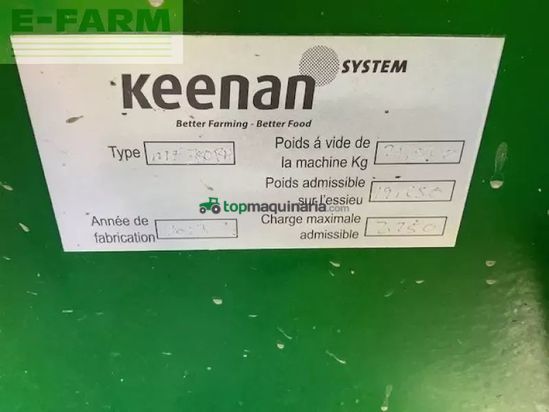 E-FARM
Keenan SYSTEM
Better Farming - Better Food
Type
Poids á vide de
la machine Kg
Poids admissible
sur l'essieu
topmaquinaria.com
Année de
fabrication
Charge maximale
admissible